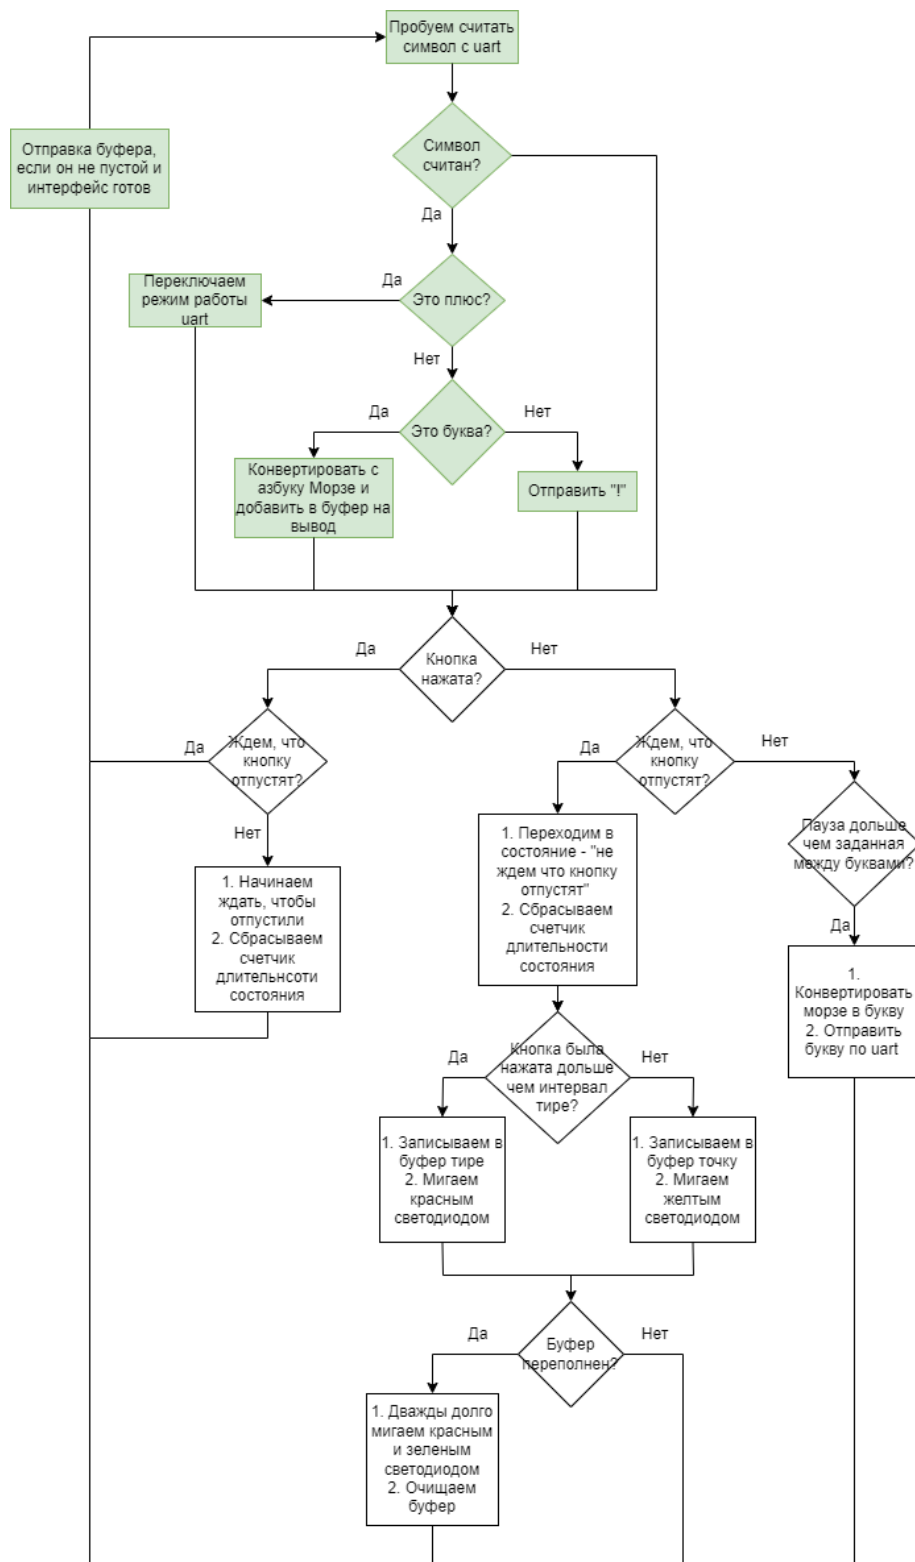 Пробуем считать
символ с uart
Отправка буфера,
если он не пустой и
интерфейс готов
Символ
считан?
Да
Переключаем
режим работы
uart
Да
Это плюс?
Нет
Да
Это буква?
Нет
Конвертировать с
азбуку Морзе и
добавить в буфер на
вывод
Отправить "!"
Да
Кнопка
нажата?
Нет
Да
Ждем, что
кнопку
отпустят?
Да
Ждем, что
кнопку
отпустят?
Нет
Нет
1. Начинаем
ждать, чтобы
отпустили
2. Сбрасываем
счетчик
длительнсоти
состояния
1. Переходим в
состояние - "не
ждем что кнопку
отпустят"
2. Сбрасываем
счетчик
длительности
состояния
Пауза дольше
чем заданная
между буквами?
Да
1.
Конвертировать
морзе в букву
2. Отправить
букву по uart
Да
Кнопка была
нажата дольше
чем интервал
тире?
Нет
1. Записываем в
буфер тире
2. Мигаем
красным
светодиодом
1. Записываем в
буфер точку
2. Мигаем
желтым
светодиодом
Да
Буфер
переполнен?
Нет
1. Дважды долго
мигаем красным
и зеленым
светодиодом
2. Очищаем
буфер